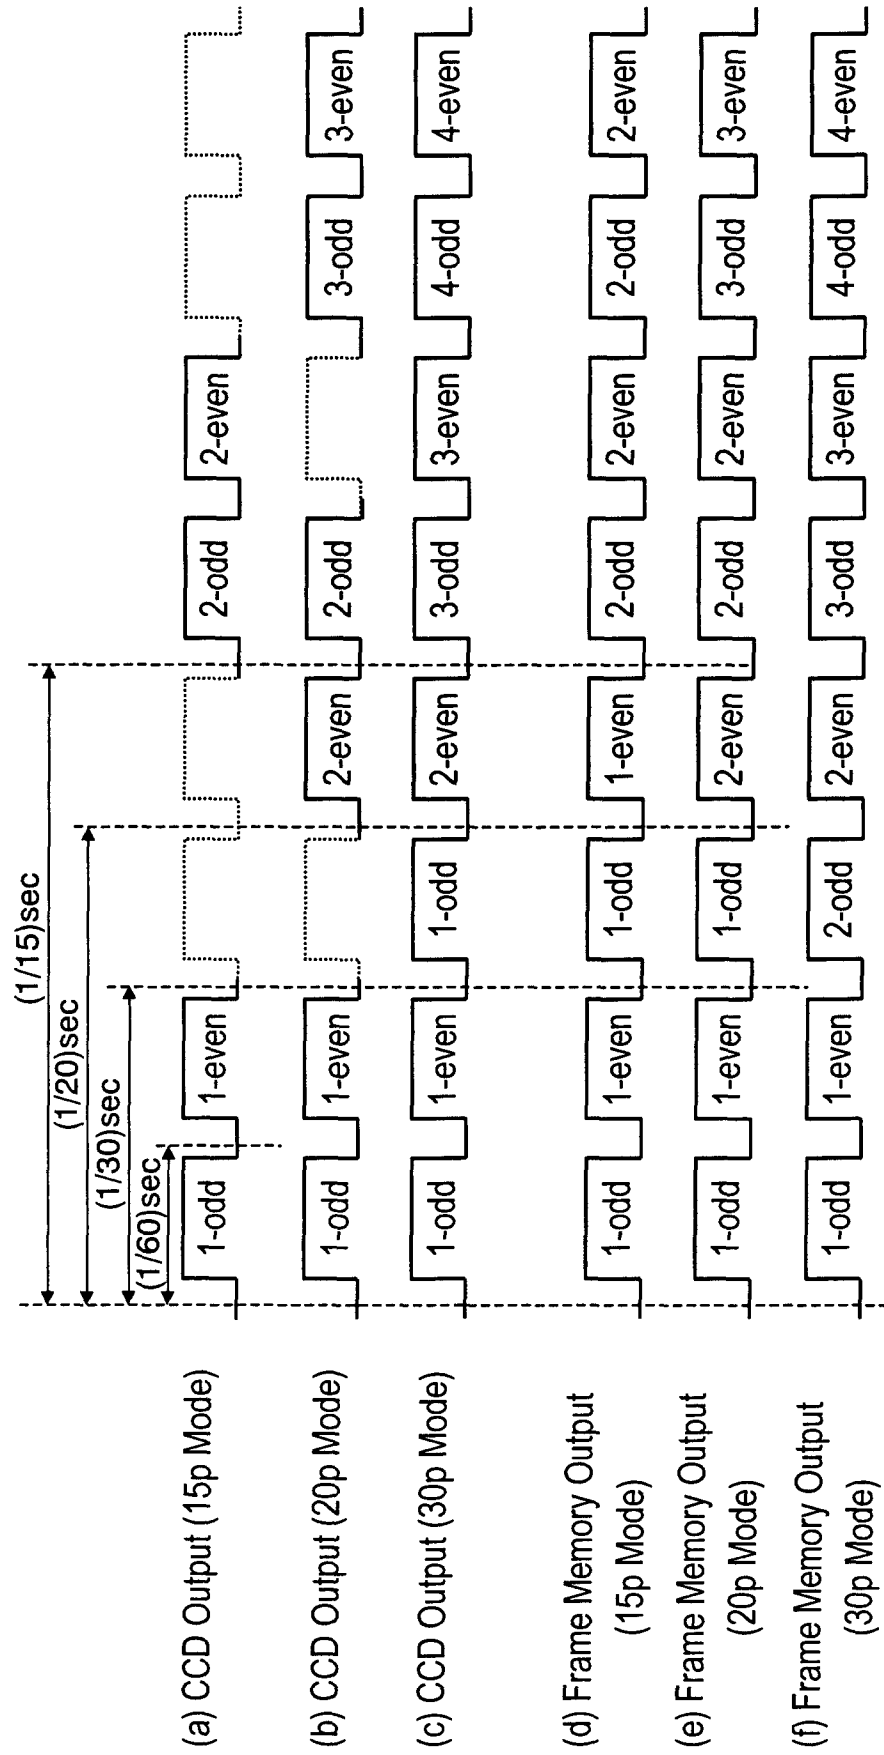 (1/15)sec
(1/20)sec
(1/30)sec
(1/60)sec
(a) CCD Output (15p Mode) 1-odd 1-even 2-odd 2-even
(b) CCD Output (20p Mode) 1-odd 1-even 2-even 2-odd 3-odd 3-even
(c) CCD Output (30p Mode) 1-odd 1-even 1-odd 2-even 3-odd 3-even 4-odd 4-even
(d) Frame Memory Output
(15p Mode) 1-odd 1-even 1-odd 1-even 2-odd 2-even 2-odd 2-even
(e) Frame Memory Output
(20p Mode) 1-odd 1-even 1-odd 2-even 2-odd 2-even 3-odd 3-even
(f) Frame Memory Output
(30p Mode) 1-odd 1-even 2-odd 2-even 3-odd 3-even 4-odd 4-even